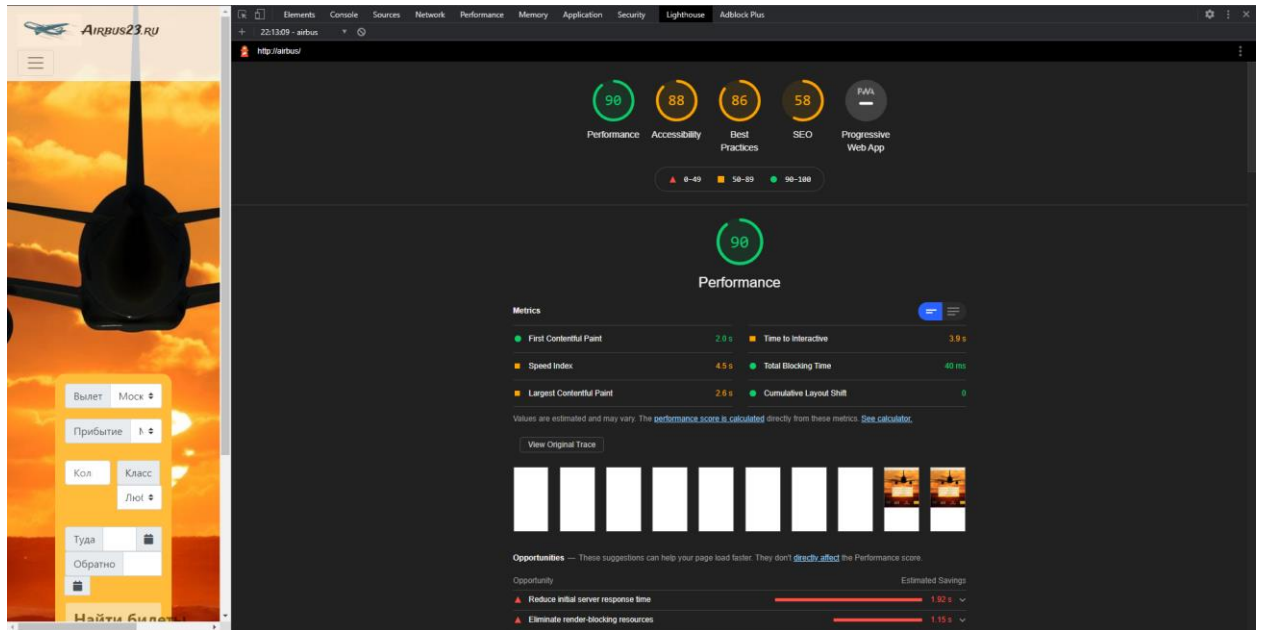 AIRBUS23.RU
Вылет Моск
Прибытие
Кол
Класс
Люб
Туда
Обратно
Найти билеты
Elements Console Sources Network Performance Memory Application Security Lighthouse Adblock Plus
22:13:09 - airbus
http://airbus/
90 88 86 58 PWA
Performance Accessibility Best Practices SEO Progressive Web App
0-49 50-89 90-100
90
Performance
Metrics
First Contentful Paint 2.0 s Time to Interactive 3.9 s
Speed Index 4.5 s Total Blocking Time 40 ms
Largest Contentful Paint 2.6 s Cumulative Layout Shift 0
Values are estimated and may vary. The performance score is calculated directly from these metrics. See calculator.
View Original Trace
Opportunities — These suggestions can help your page load faster. They don't directly affect the Performance score.
Opportunity Estimated Savings
Reduce initial server response time 1.92 s
Eliminate render-blocking resources 1.15 s